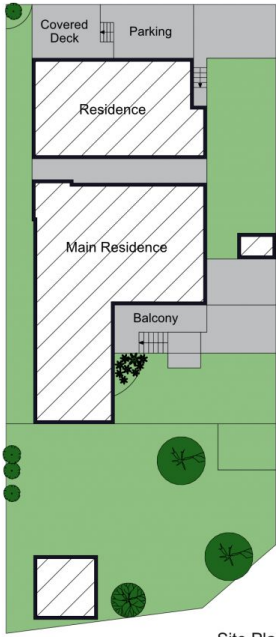 Covered
Deck
Parking
Residence
Main Residence
Balcony